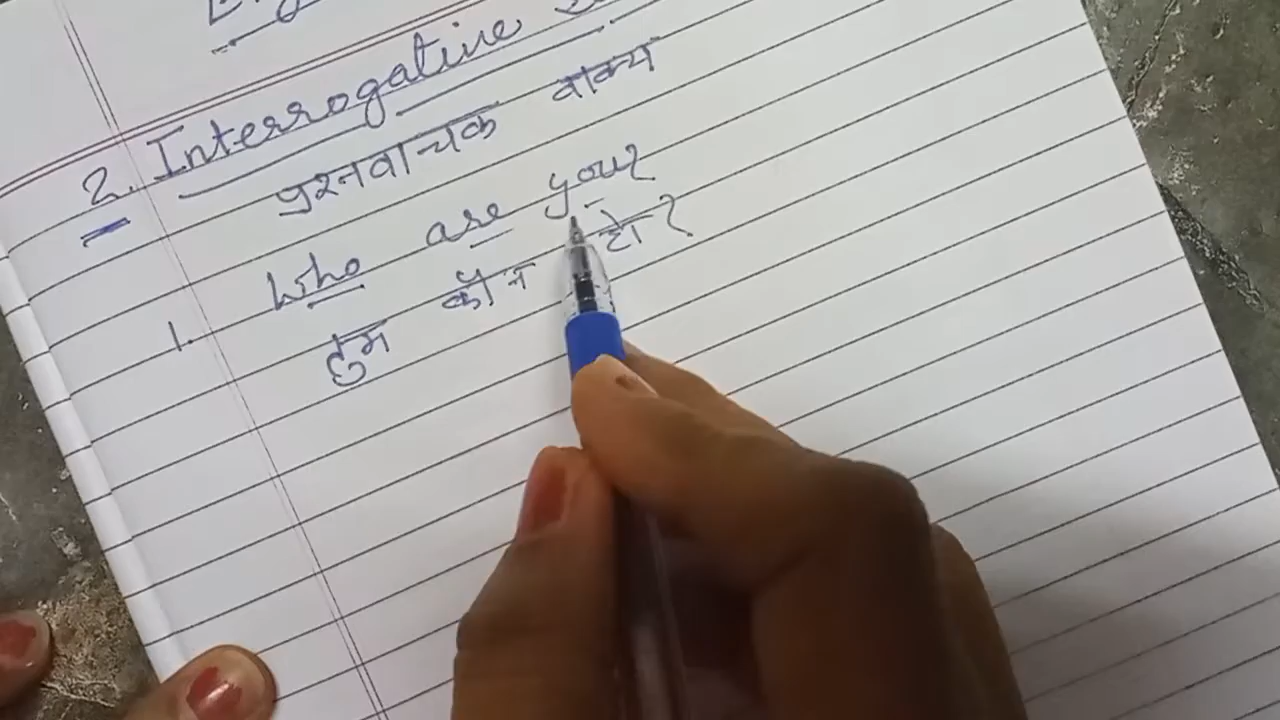 2. Interrogative
प्रश्नवाचक वाक्य
1. Who are you?
तुम कौन हो?